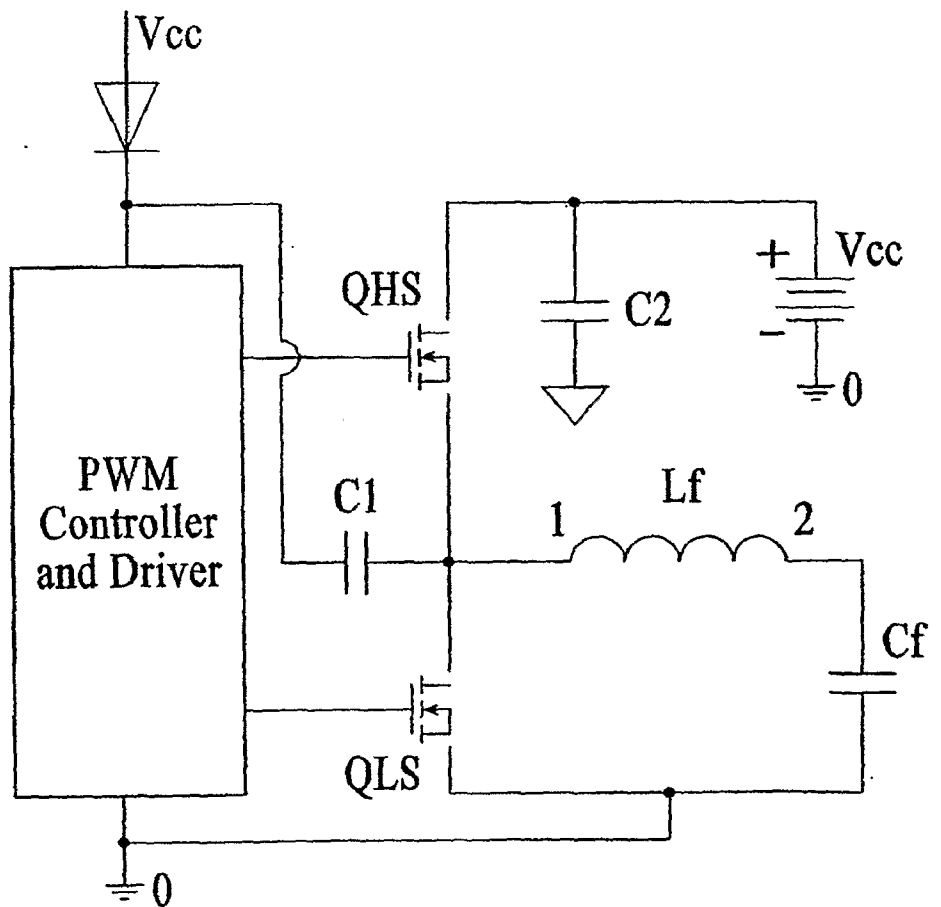 Vcc
QHS
C2
+
Vcc
−
0
PWM
Controller
and Driver
C1
1
Lf
2
Cf
QLS
0